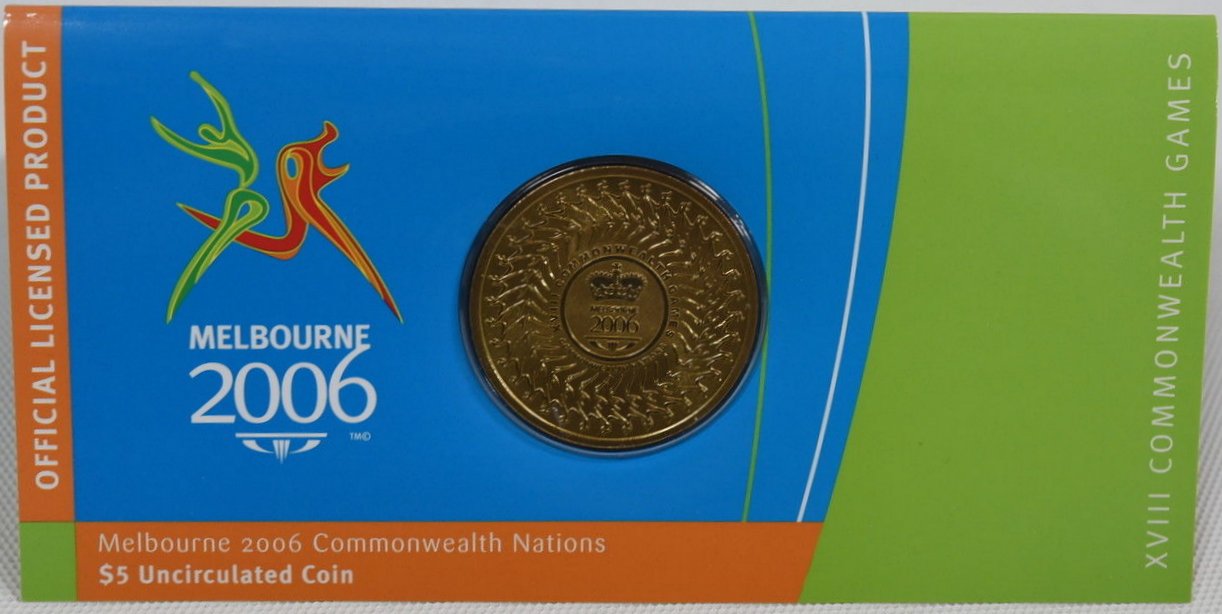 OFFICIAL LICENSED PRODUCT
MELBOURNE
2006
TM©
XVIII COMMONWEALTH GAMES
MELBOURNE
2006
XVIII COMMONWEALTH GAMES
Melbourne 2006 Commonwealth Nations
$5 Uncirculated Coin